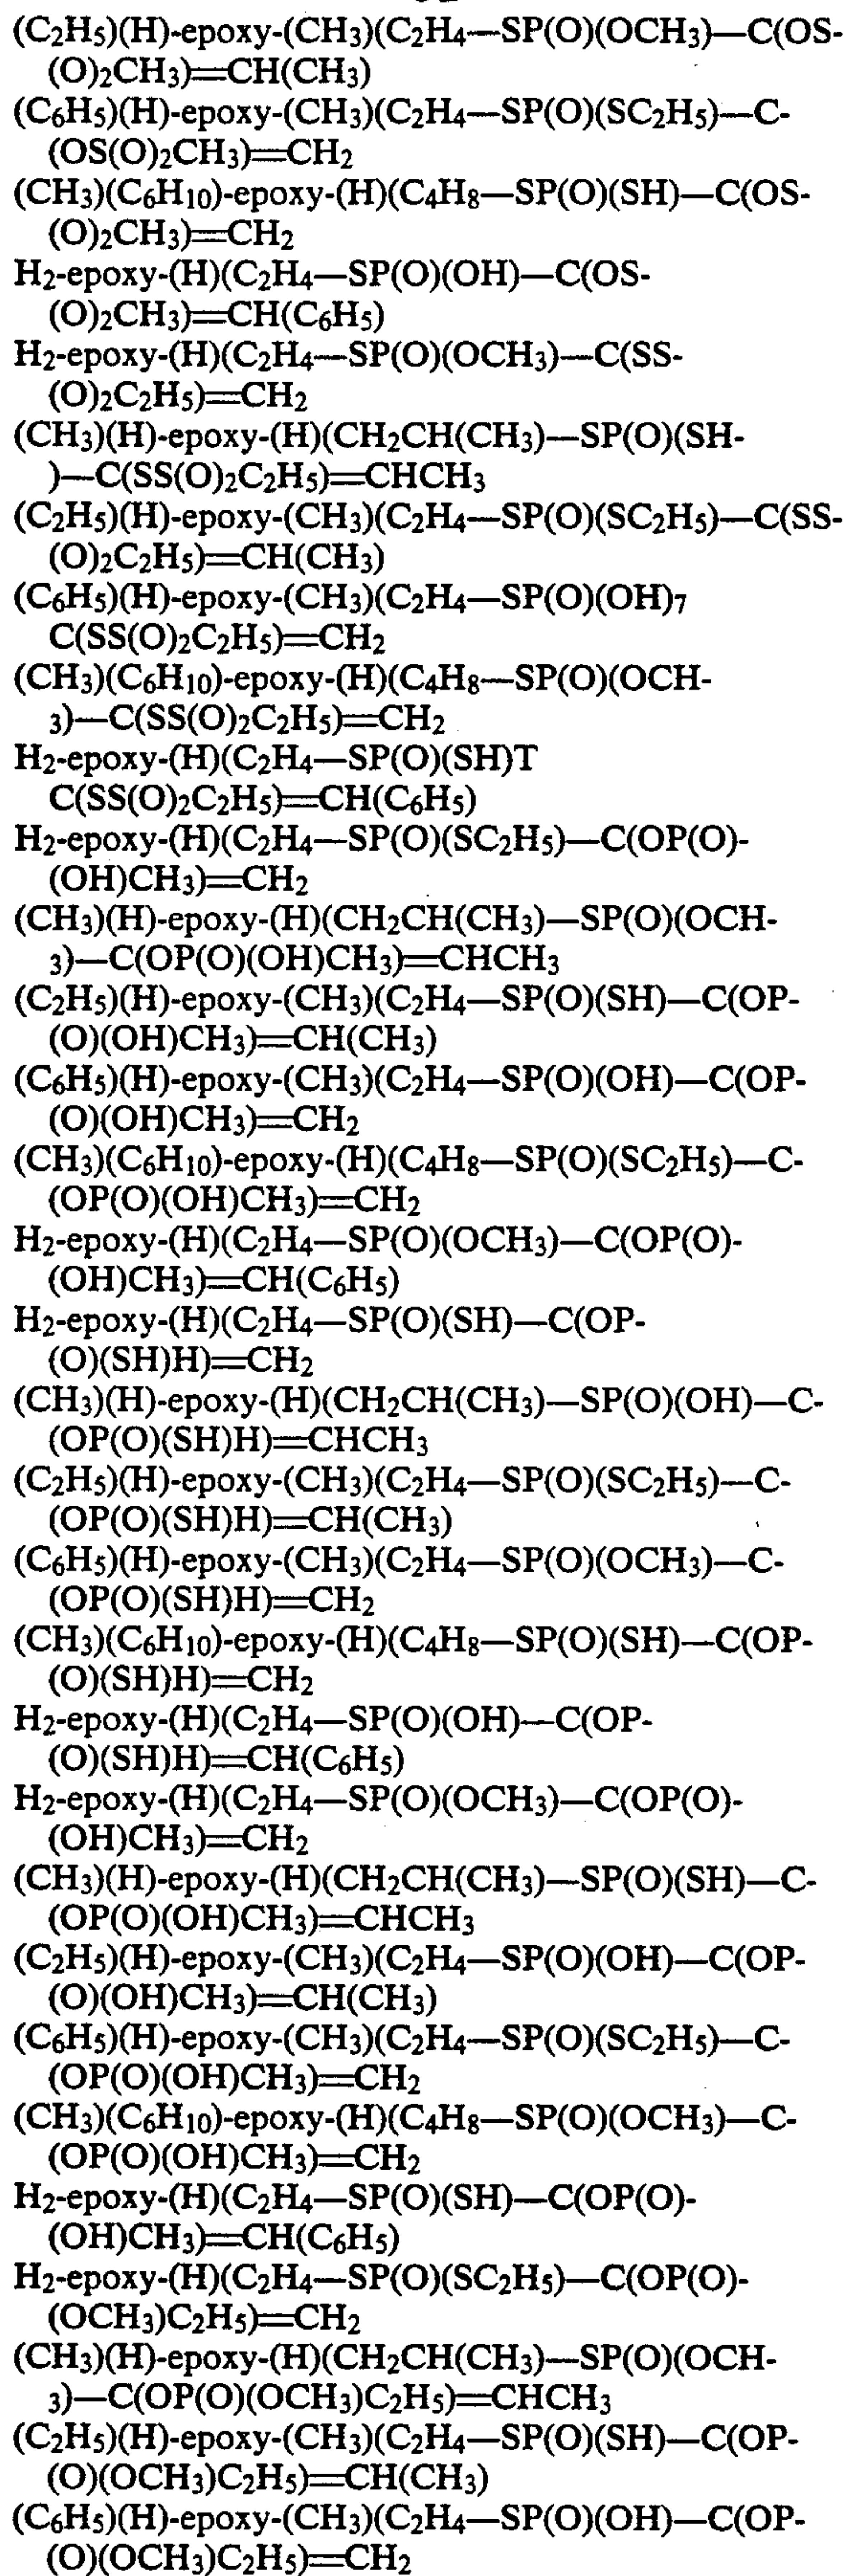 (C2H5)(H)-epoxy-(CH3)(C2H4—SP(O)(OCH3)—C(OS-
(O)2CH3)═CH(CH3)
(C6H5)(H)-epoxy-(CH3)(C2H4—SP(O)(SC2H5)—C-
(OS(O)2CH3)═CH2
(CH3)(C6H10)-epoxy-(H)(C4H8—SP(O)(SH)—C(OS-
(O)2CH3)═CH2
H2-epoxy-(H)(C2H4—SP(O)(OH)—C(OS-
(O)2CH3)═CH(C6H5)
H2-epoxy-(H)(C2H4—SP(O)(OCH3)—C(SS-
(O)2C2H5)═CH2
(CH3)(H)-epoxy-(H)(CH2CH(CH3)—SP(O)(SH-
)—C(SS(O)2C2H5)═CHCH3
(C2H5)(H)-epoxy-(CH3)(C2H4—SP(O)(SC2H5)—C(SS-
(O)2C2H5)═CH(CH3)
(C6H5)(H)-epoxy-(CH3)(C2H4—SP(O)(OH)7
C(SS(O)2C2H5)═CH2
(CH3)(C6H10)-epoxy-(H)(C4H8—SP(O)(OCH-
3)—C(SS(O)2C2H5)═CH2
H2-epoxy-(H)(C2H4—SP(O)(SH)T
C(SS(O)2C2H5)═CH(C6H5)
H2-epoxy-(H)(C2H4—SP(O)(SC2H5)—C(OP(O)-
(OH)CH3)═CH2
(CH3)(H)-epoxy-(H)(CH2CH(CH3)—SP(O)(OCH-
3)—C(OP(O)(OH)CH3)═CHCH3
(C2H5)(H)-epoxy-(CH3)(C2H4—SP(O)(SH)—C(OP-
(O)(OH)CH3)═CH(CH3)
(C6H5)(H)-epoxy-(CH3)(C2H4—SP(O)(OH)—C(OP-
(O)(OH)CH3)═CH2
(CH3)(C6H10)-epoxy-(H)(C4H8—SP(O)(SC2H5)—C-
(OP(O)(OH)CH3)═CH2
H2-epoxy-(H)(C2H4—SP(O)(OCH3)—C(OP(O)-
(OH)CH3)═CH(C6H5)
H2-epoxy-(H)(C2H4—SP(O)(SH)—C(OP-
(O)(SH)H)═CH2
(CH3)(H)-epoxy-(H)(CH2CH(CH3)—SP(O)(OH)—C-
(OP(O)(SH)H)═CHCH3
(C2H5)(H)-epoxy-(CH3)(C2H4—SP(O)(SC2H5)—C-
(OP(O)(SH)H)═CH(CH3)
(C6H5)(H)-epoxy-(CH3)(C2H4—SP(O)(OCH3)—C-
(OP(O)(SH)H)═CH2
(CH3)(C6H10)-epoxy-(H)(C4H8—SP(O)(SH)—C(OP-
(O)(SH)H)═CH2
H2-epoxy-(H)(C2H4—SP(O)(OH)—C(OP-
(O)(SH)H)═CH(C6H5)
H2-epoxy-(H)(C2H4—SP(O)(OCH3)—C(OP(O)-
(OH)CH3)═CH2
(CH3)(H)-epoxy-(H)(CH2CH(CH3)—SP(O)(SH)—C-
(OP(O)(OH)CH3)═CHCH3
(C2H5)(H)-epoxy-(CH3)(C2H4—SP(O)(OH)—C(OP-
(O)(OH)CH3)═CH(CH3)
(C6H5)(H)-epoxy-(CH3)(C2H4—SP(O)(SC2H5)—C-
(OP(O)(OH)CH3)═CH2
(CH3)(C6H10)-epoxy-(H)(C4H8—SP(O)(OCH3)—C-
(OP(O)(OH)CH3)═CH2
H2-epoxy-(H)(C2H4—SP(O)(SH)—C(OP(O)-
(OH)CH3)═CH(C6H5)
H2-epoxy-(H)(C2H4—SP(O)(SC2H5)—C(OP(O)-
(OCH3)C2H5)═CH2
(CH3)(H)-epoxy-(H)(CH2CH(CH3)—SP(O)(OCH-
3)—C(OP(O)(OCH3)C2H5)═CHCH3
(C2H5)(H)-epoxy-(CH3)(C2H4—SP(O)(SH)—C(OP-
(O)(OCH3)C2H5)═CH(CH3)
(C6H5)(H)-epoxy-(CH3)(C2H4—SP(O)(OH)—C(OP-
(O)(OCH3)C2H5)═CH2